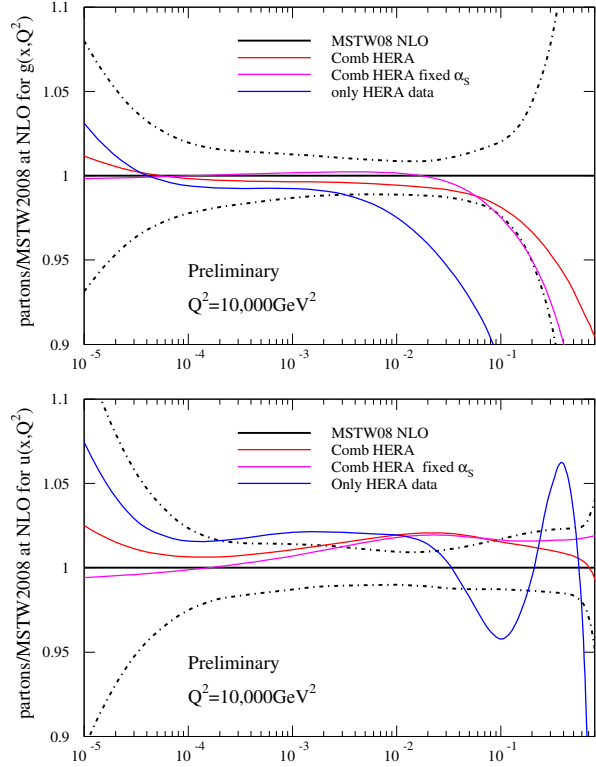 partons/MSTW2008 at NLO for g(x,Q²)
1.1
1.05
1
0.95
0.9
MSTW08 NLO
Comb HERA
Comb HERA fixed α_S
only HERA data
Preliminary
Q²=10,000GeV²
10⁻⁵ 10⁻⁴ 10⁻³ 10⁻² 10⁻¹
partons/MSTW2008 at NLO for u(x,Q²)
1.1
1.05
1
0.95
0.9
MSTW08 NLO
Comb HERA
Comb HERA fixed α_S
Only HERA data
Preliminary
Q²=10,000GeV²
10⁻⁵ 10⁻⁴ 10⁻³ 10⁻² 10⁻¹